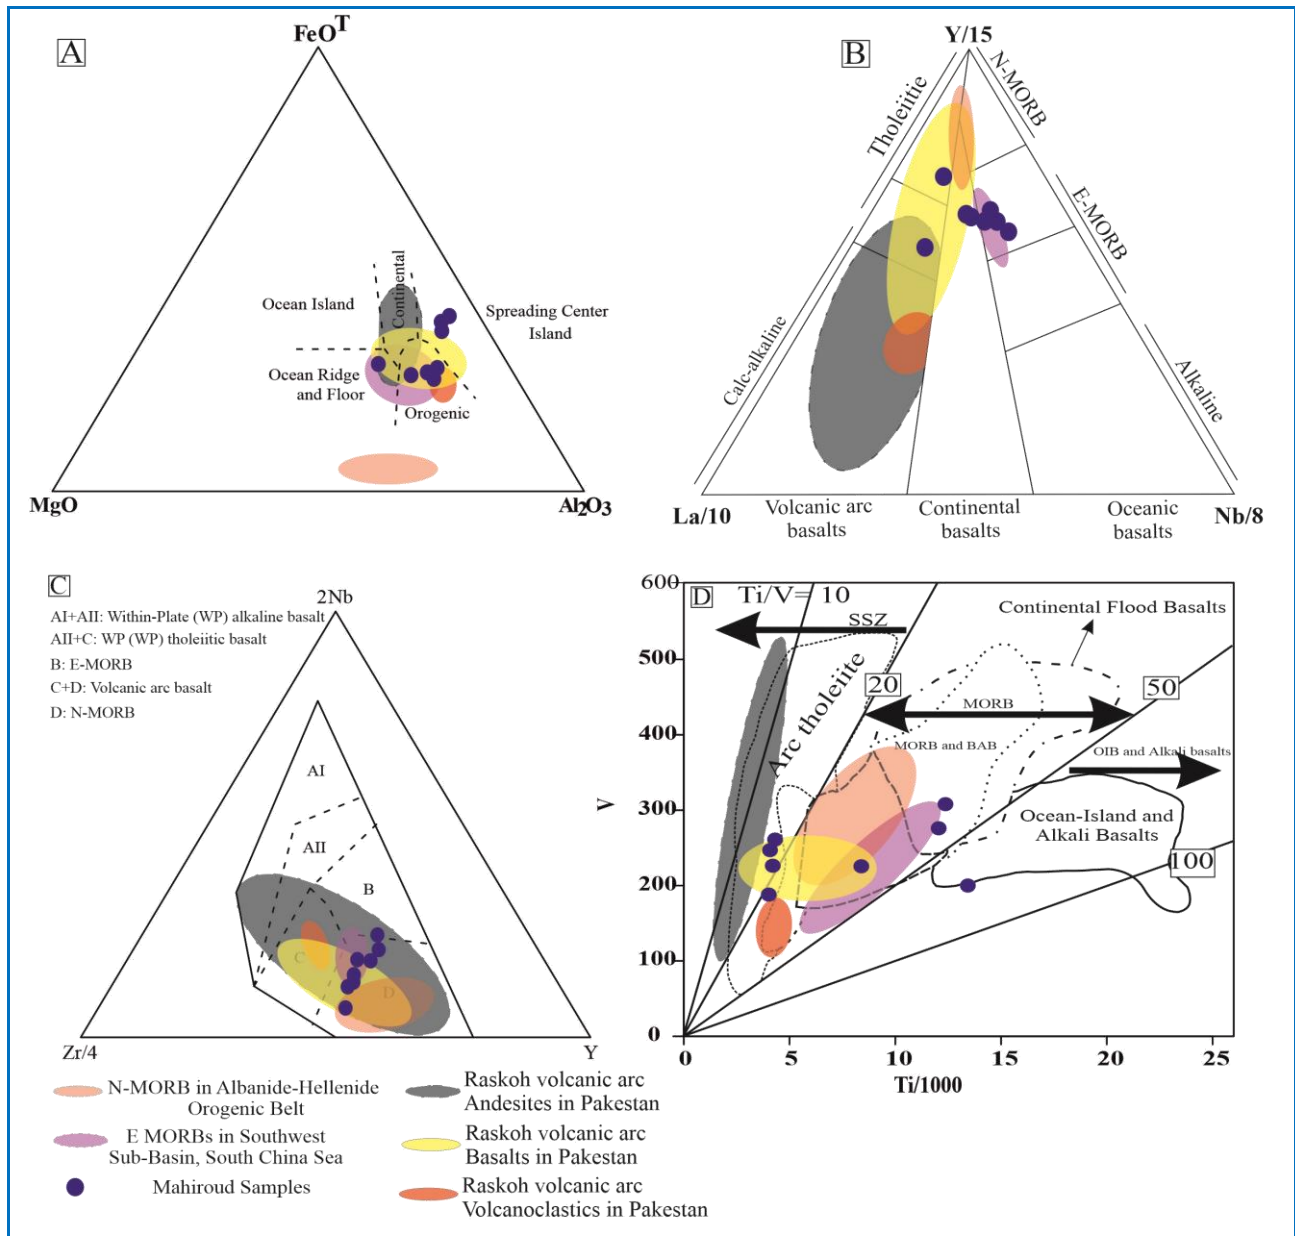 A
FeOT
Continental
Ocean Island
Spreading Center
Island
Ocean Ridge
and Floor
Orogenic
MgO
Al2O3
B
Y/15
Tholeiitie
N-MORB
E-MORB
Calc-alkaline
Alkaline
La/10
Volcanic arc
basalts
Continental
basalts
Oceanic
basalts
Nb/8
C
2Nb
AI+AII: Within-Plate (WP) alkaline basalt
AII+C: WP (WP) tholeiitic basalt
B: E-MORB
C+D: Volcanic arc basalt
D: N-MORB
AI
AII
B
C
D
Zr/4
Y
D
Ti/V= 10
SSZ
Continental Flood Basalts
Arc tholeiite
20
50
MORB
MORB and BAB
OIB and Alkali basalts
Ocean-Island and
Alkali Basalts
100
V
600
500
400
300
200
100
0
0
5
10
15
20
25
Ti/1000
N-MORB in Albanide-Hellenide
Orogenic Belt
E MORBs in Southwest
Sub-Basin, South China Sea
Mahiroud Samples
Raskoh volcanic arc
Andesites in Pakestan
Raskoh volcanic arc
Basalts in Pakestan
Raskoh volcanic arc
Volcanoclastics in Pakestan